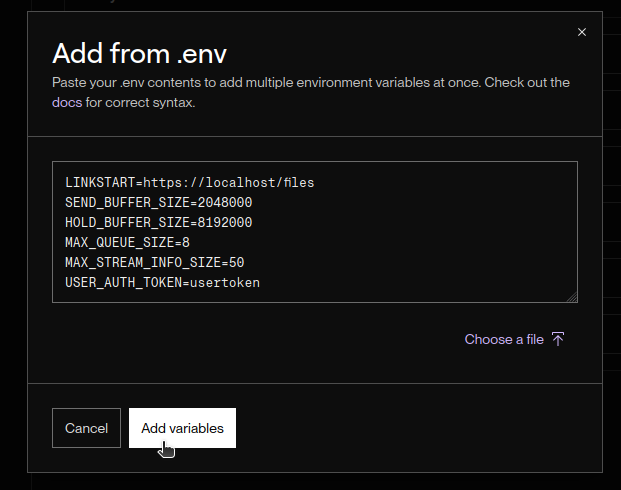 Add from .env
Paste your .env contents to add multiple environment variables at once. Check out the
docs for correct syntax.
LINKSTART=https://localhost/files
SEND_BUFFER_SIZE=2048000
HOLD_BUFFER_SIZE=8192000
MAX_QUEUE_SIZE=8
MAX_STREAM_INFO_SIZE=50
USER_AUTH_TOKEN=usertoken
Choose a file
Cancel
Add variables